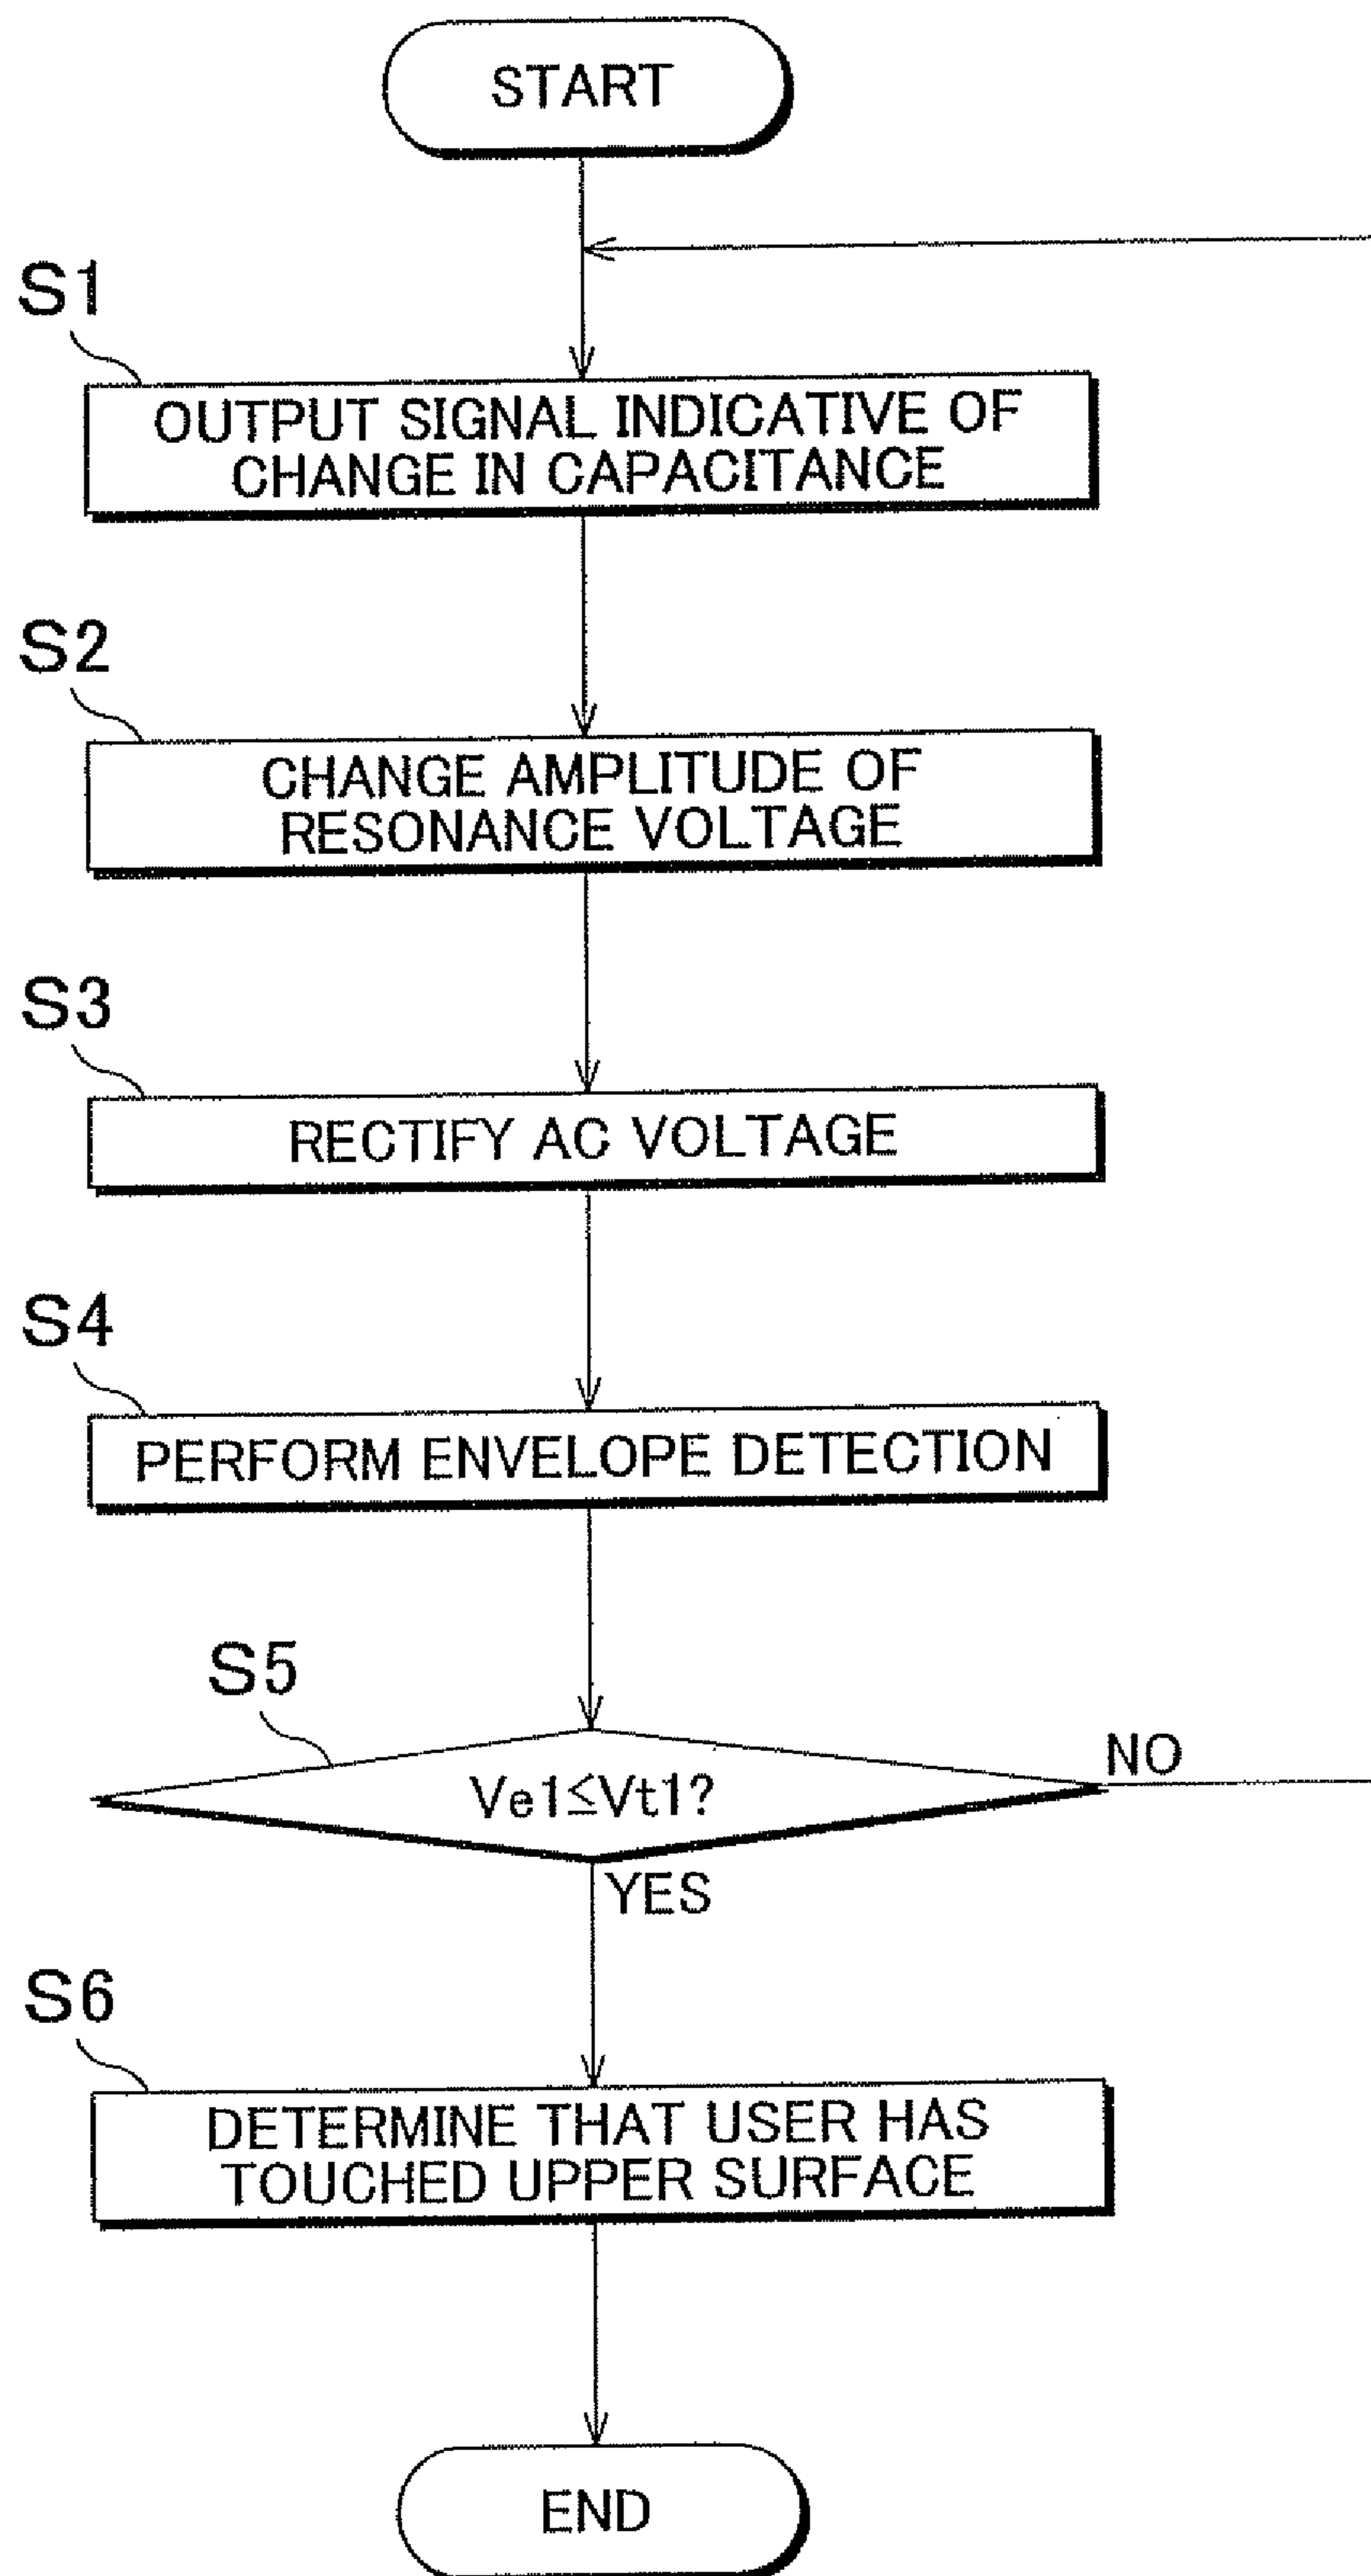 START
S1
OUTPUT SIGNAL INDICATIVE OF
CHANGE IN CAPACITANCE
S2
CHANGE AMPLITUDE OF
RESONANCE VOLTAGE
S3
RECTIFY AC VOLTAGE
S4
PERFORM ENVELOPE DETECTION
S5
Ve1≦Vt1?
NO
YES
S6
DETERMINE THAT USER HAS
TOUCHED UPPER SURFACE
END